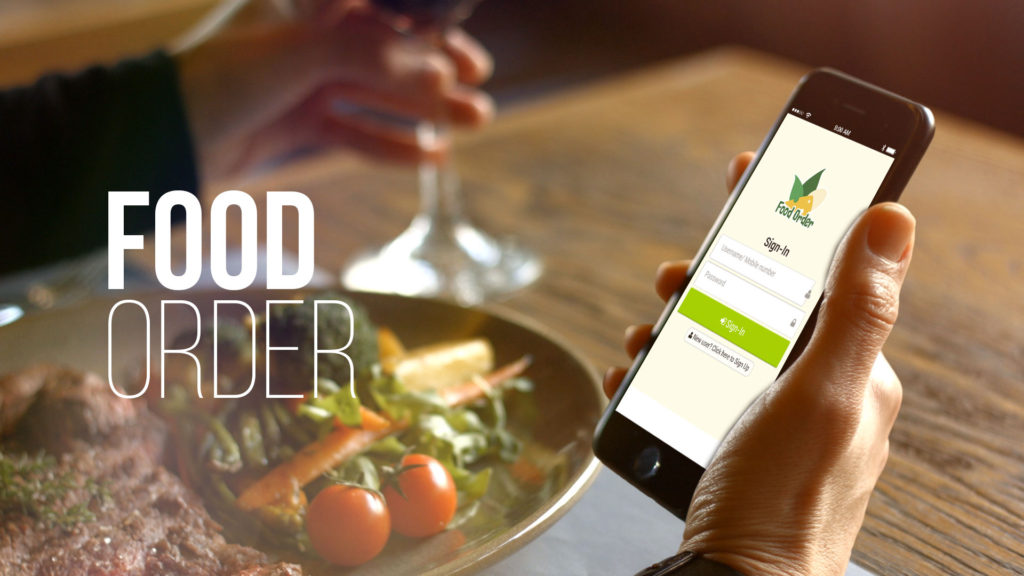 FOOD
ORDER
9:00 AM
Food Order
Sign-In
Username/ Mobile number
Password
Sign-In
New user? Click here to Sign Up